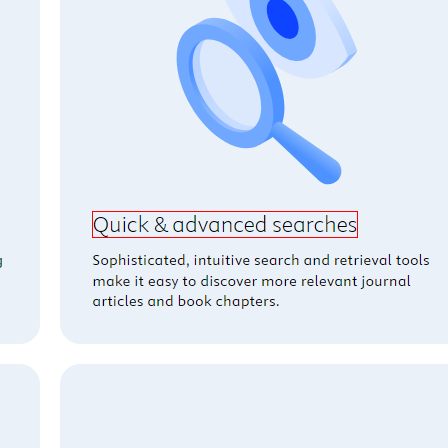 Quick & advanced searches
Sophisticated, intuitive search and retrieval tools
make it easy to discover more relevant journal
articles and book chapters.